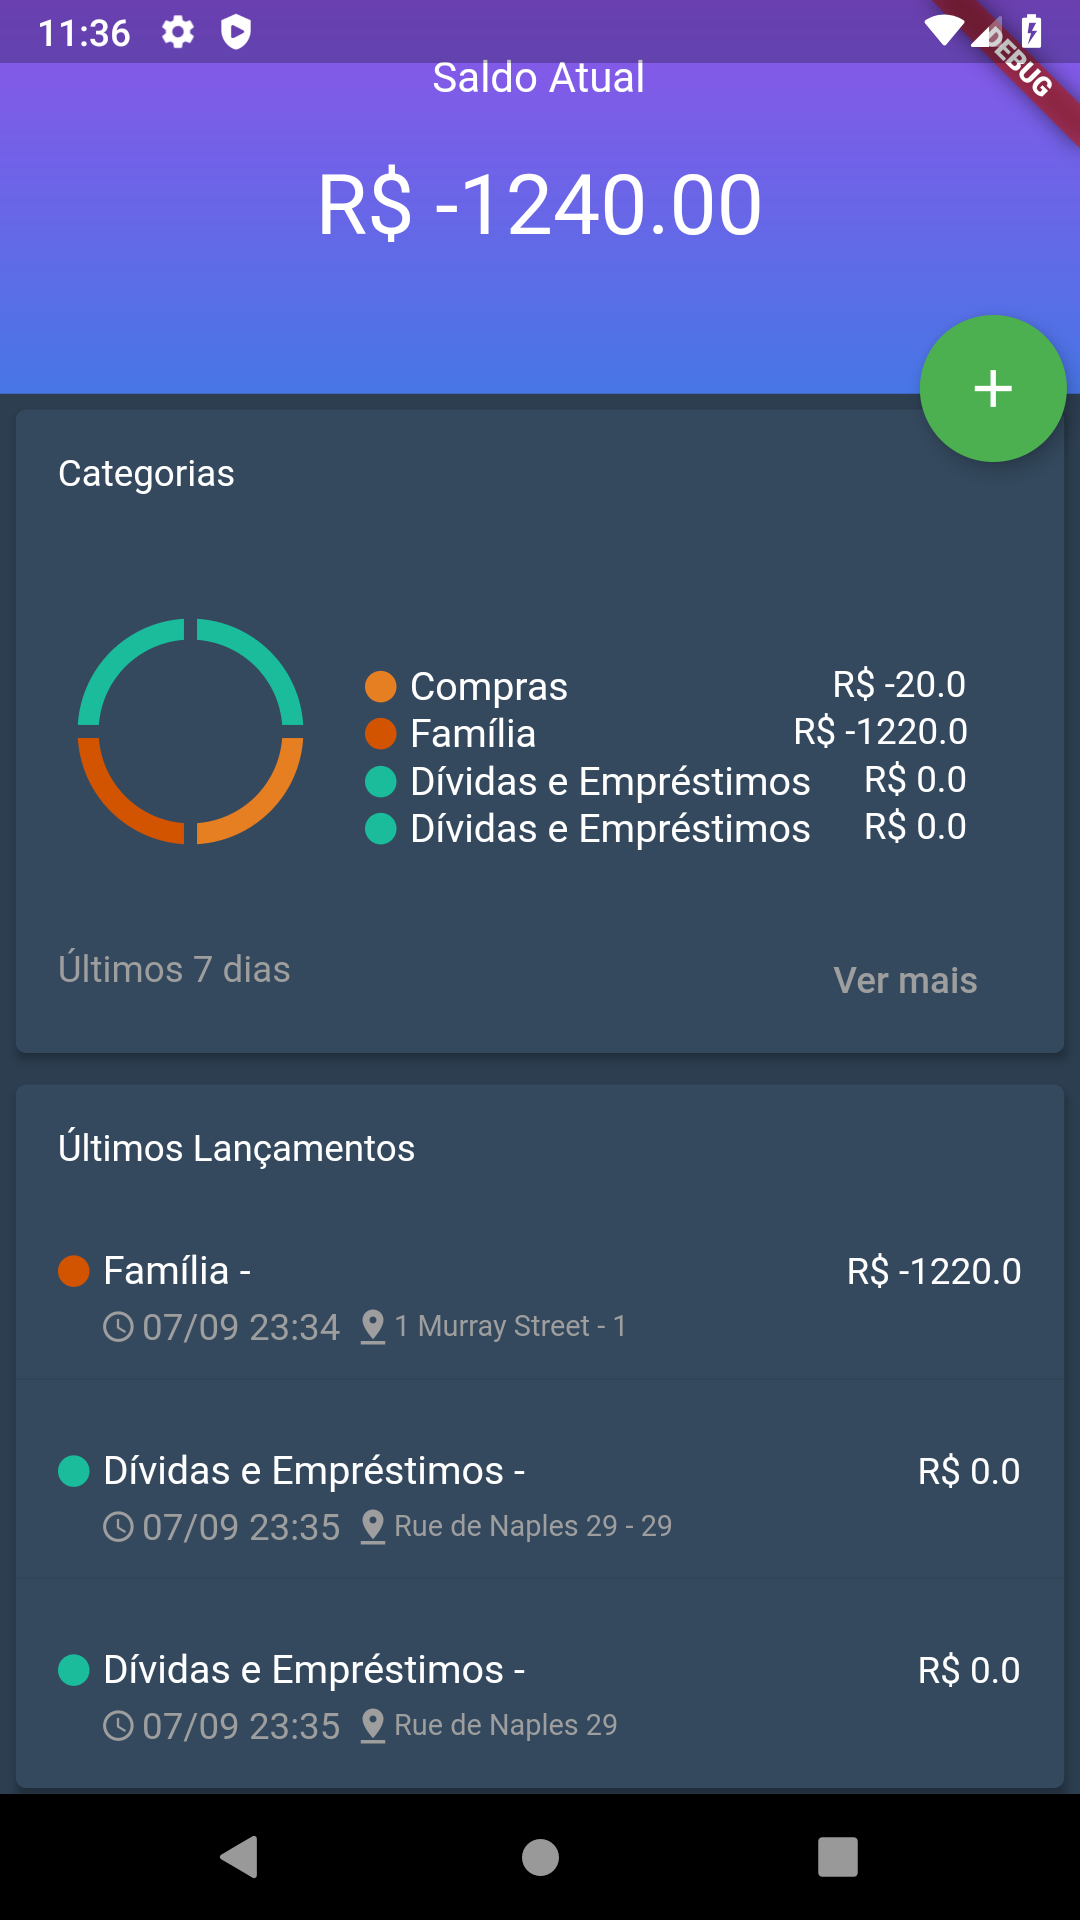 11:36
DEBUG
Saldo Atual
R$ -1240.00
+
Categorias
Compras R$ -20.0
Família R$ -1220.0
Dívidas e Empréstimos R$ 0.0
Dívidas e Empréstimos R$ 0.0
Últimos 7 dias Ver mais
Últimos Lançamentos
Família - R$ -1220.0
07/09 23:34 1 Murray Street - 1
Dívidas e Empréstimos - R$ 0.0
07/09 23:35 Rue de Naples 29 - 29
Dívidas e Empréstimos - R$ 0.0
07/09 23:35 Rue de Naples 29